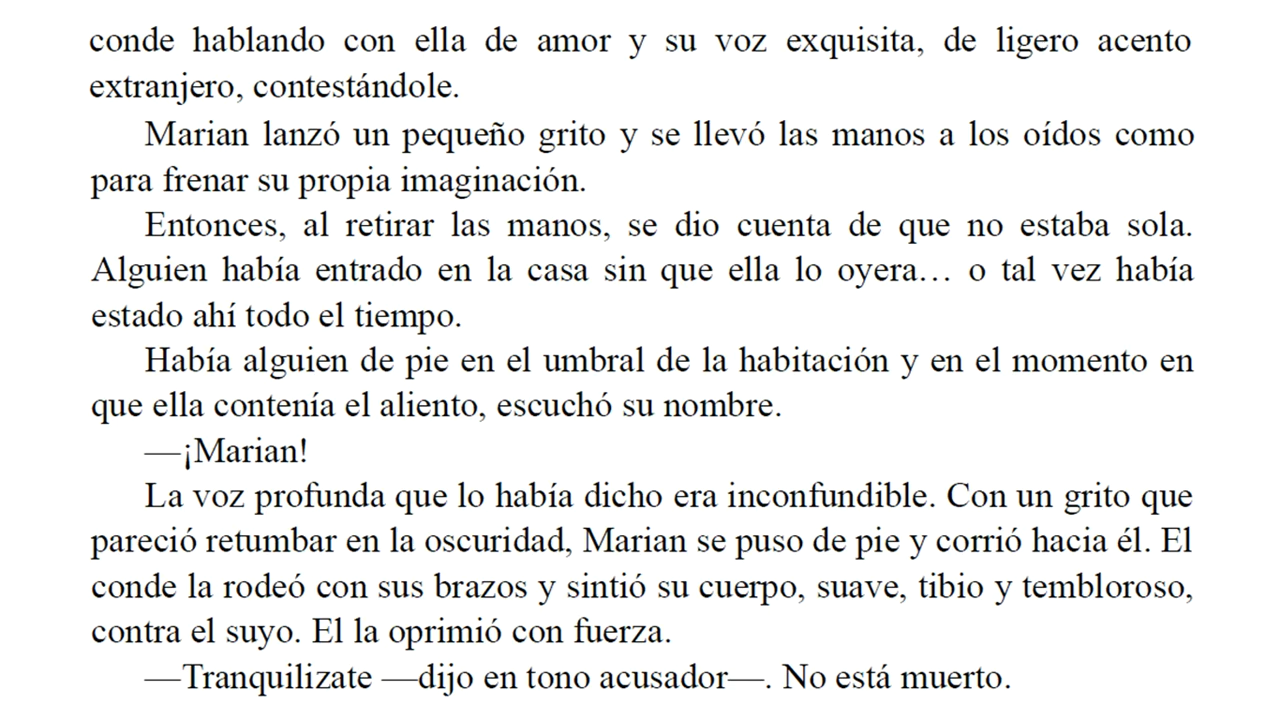 conde hablando con ella de amor y su voz exquisita, de ligero acento
extranjero, contestándole.
Marian lanzó un pequeño grito y se llevó las manos a los oídos como
para frenar su propia imaginación.
Entonces, al retirar las manos, se dio cuenta de que no estaba sola.
Alguien había entrado en la casa sin que ella lo oyera… o tal vez había
estado ahí todo el tiempo.
Había alguien de pie en el umbral de la habitación y en el momento en
que ella contenía el aliento, escuchó su nombre.
—¡Marian!
La voz profunda que lo había dicho era inconfundible. Con un grito que
pareció retumbar en la oscuridad, Marian se puso de pie y corrió hacia él. El
conde la rodeó con sus brazos y sintió su cuerpo, suave, tibio y tembloroso,
contra el suyo. El la oprimió con fuerza.
—Tranquilizate —dijo en tono acusador—. No está muerto.